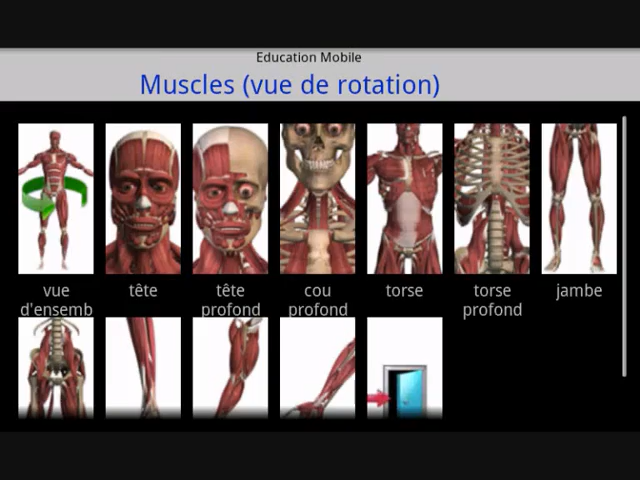 Education Mobile
Muscles (vue de rotation)
vue
d'ensemb
tête
tête
profond
cou
profond
torse
torse
profond
jambe